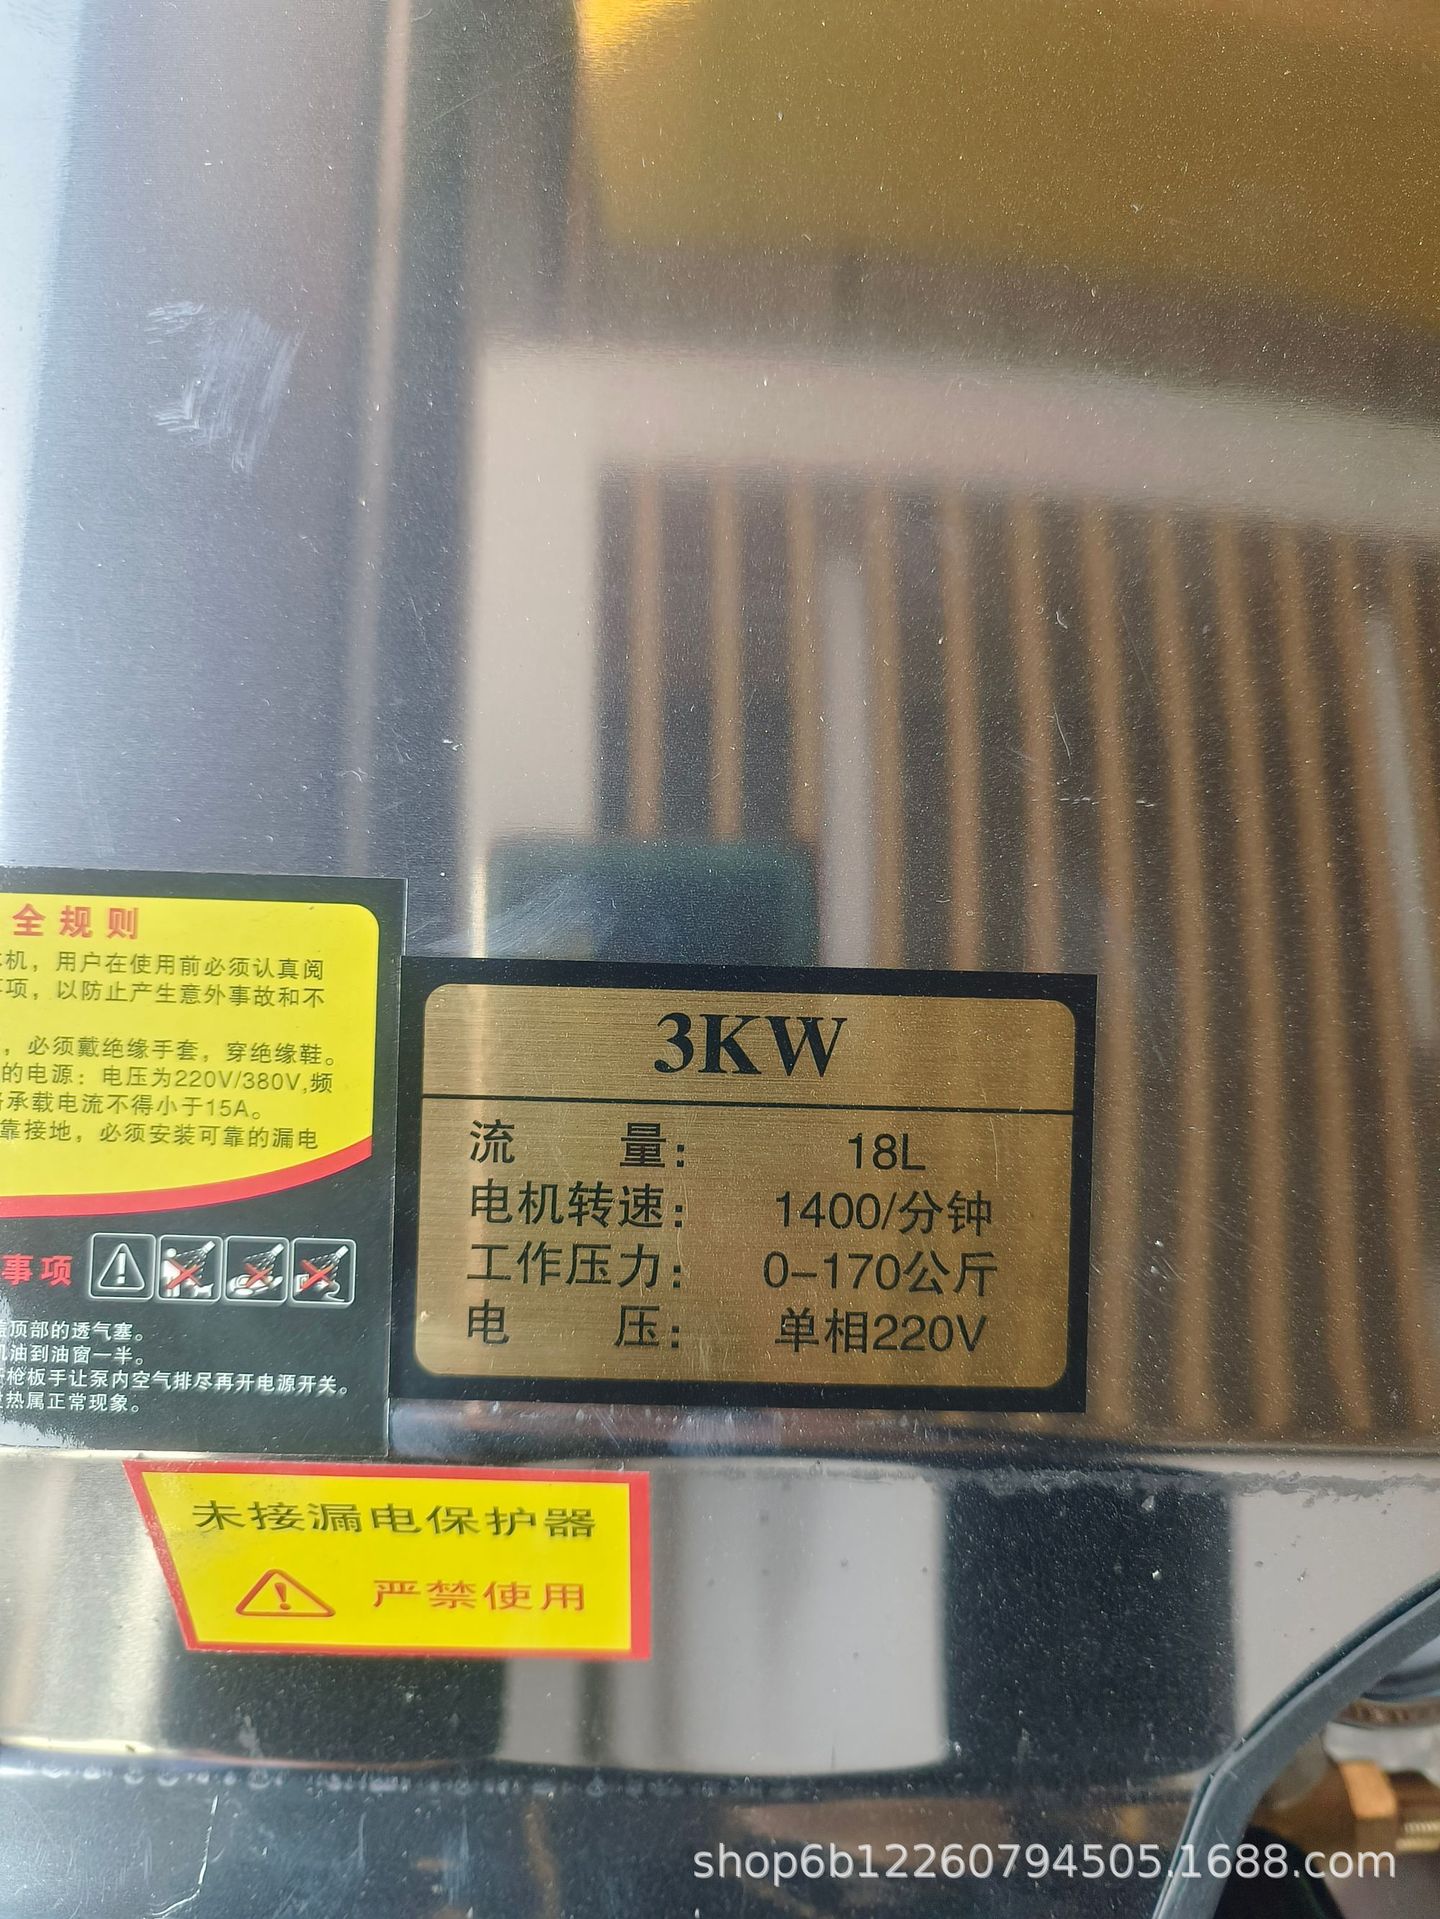 全规则
机，用户在使用前必须认真阅
项，以防止产生意外事故和不
，必须戴绝缘手套，穿绝缘鞋。
的电源：电压为220V/380V,频
承载电流不得小于15A。
靠接地，必须安装可靠的漏电
事项
顶部的透气塞。
油到油窗一半。
枪板手让泵内空气排尽再开电源开关。
热属正常现象。
3KW
流量： 18L
电机转速： 1400/分钟
工作压力： 0-170公斤
电压： 单相220V
未接漏电保护器
严禁使用
shop6b12260794505.1688.com